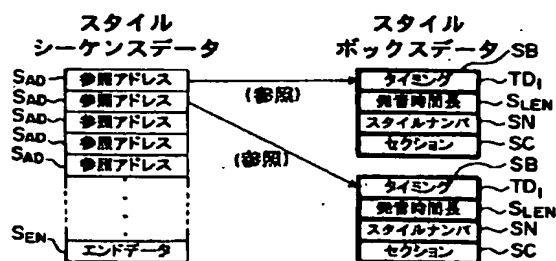 スタイル
シーケンスデータ
SAD 参照アドレス
SAD 参照アドレス
SAD 参照アドレス
SAD 参照アドレス
SAD 参照アドレス
SEN エンドデータ
(参照)
(参照)
スタイル
ボックスデータ
SB
タイミング TD1
発音時間長 SLEN
スタイルナンバ SN
セクション SC
SB
タイミング TD1
発音時間長 SLEN
スタイルナンバ SN
セクション SC